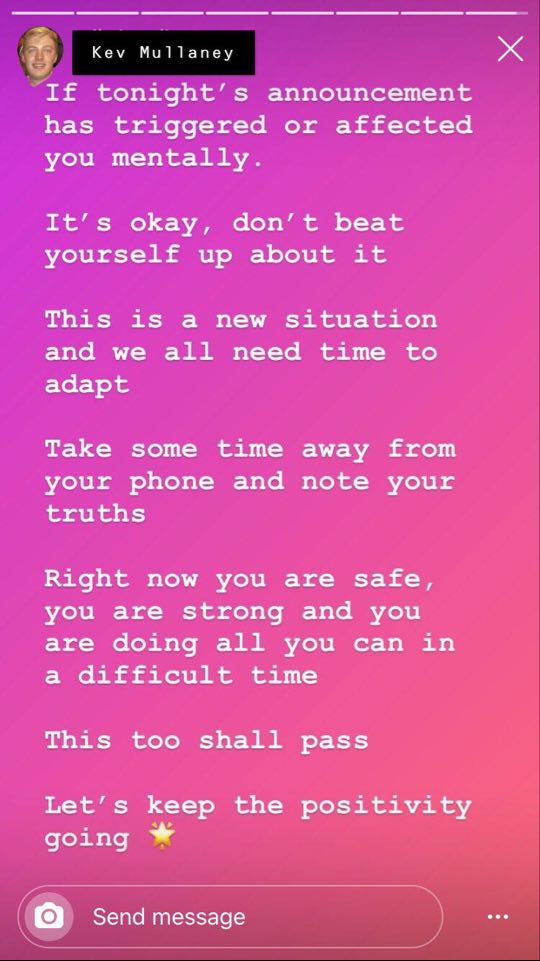 Kev Mullaney
If tonight’s announcement
has triggered or affected
you mentally.
It’s okay, don’t beat
yourself up about it
This is a new situation
and we all need time to
adapt
Take some time away from
your phone and note your
truths
Right now you are safe,
you are strong and you
are doing all you can in
a difficult time
This too shall pass
Let’s keep the positivity
going 🌟
Send message